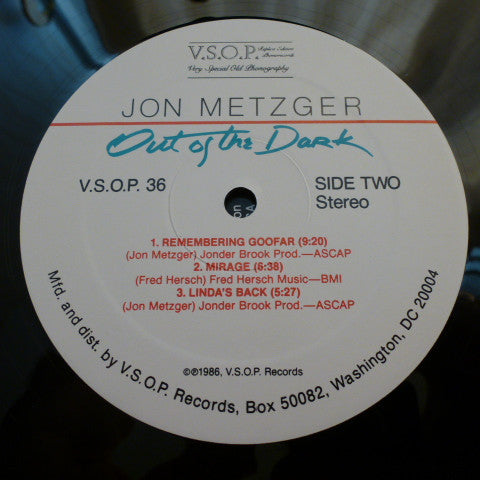 V.S.O.P.
Very Special Old Phonography
JON METZGER
Out of the Dark
V.S.O.P. 36
SIDE TWO
Stereo
1. REMEMBERING GOOFAR (9:20)
(Jon Metzger) Jonder Brook Prod.—ASCAP
2. MIRAGE (6:38)
(Fred Hersch) Fred Hersch Music—BMI
3. LINDA'S BACK (5:27)
(Jon Metzger) Jonder Brook Prod.—ASCAP
©℗1986, V.S.O.P. Records
Mfd. and dist. by V.S.O.P. Records, Box 50082, Washington, DC 20004